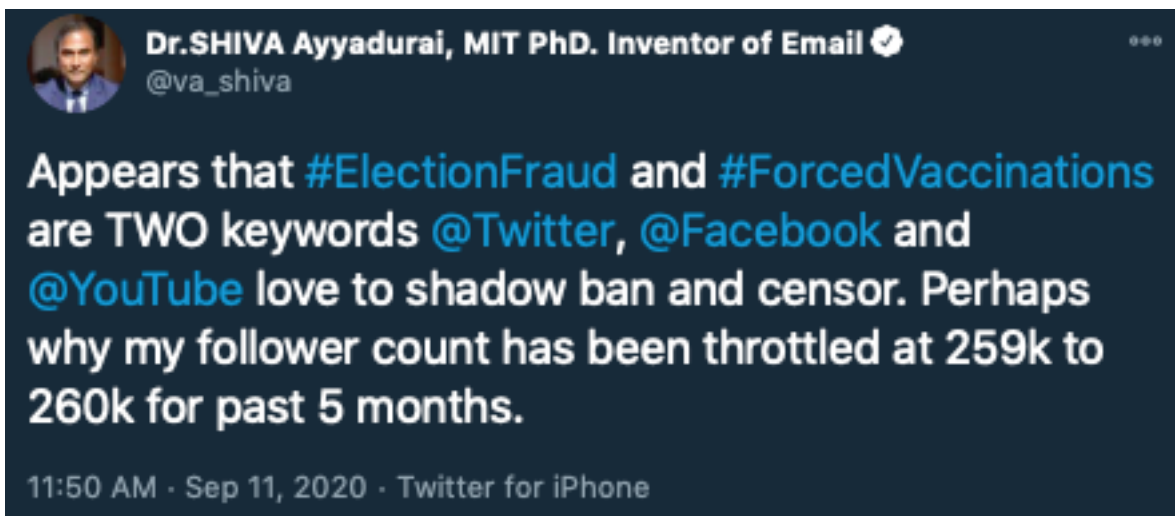 Dr.SHIVA Ayyadurai, MIT PhD. Inventor of Email
@va_shiva
Appears that #ElectionFraud and #ForcedVaccinations
are TWO keywords @Twitter, @Facebook and
@YouTube love to shadow ban and censor. Perhaps
why my follower count has been throttled at 259k to
260k for past 5 months.
11:50 AM · Sep 11, 2020 · Twitter for iPhone